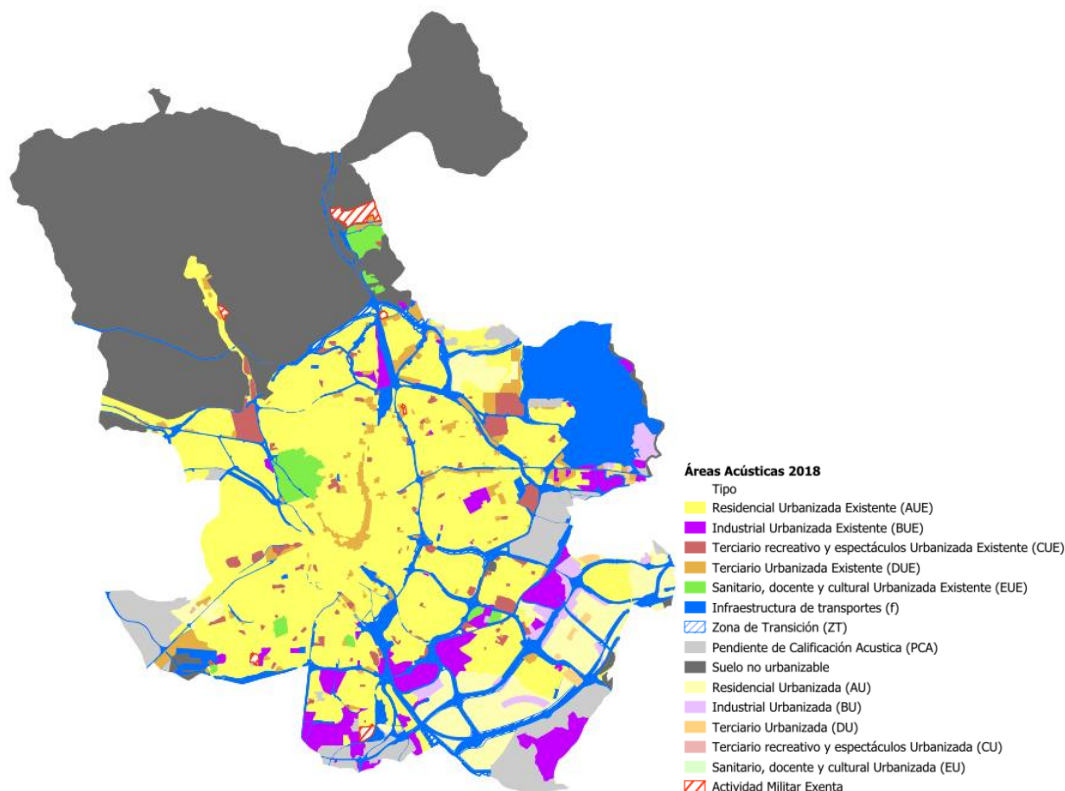 Áreas Acústicas 2018
Tipo
Residencial Urbanizada Existente (AUE)
Industrial Urbanizada Existente (BUE)
Terciario recreativo y espectáculos Urbanizada Existente (CUE)
Terciario Urbanizada Existente (DUE)
Sanitario, docente y cultural Urbanizada Existente (EUE)
Infraestructura de transportes (f)
Zona de Transición (ZT)
Pendiente de Calificación Acustica (PCA)
Suelo no urbanizable
Residencial Urbanizada (AU)
Industrial Urbanizada (BU)
Terciario Urbanizada (DU)
Terciario recreativo y espectáculos Urbanizada (CU)
Sanitario, docente y cultural Urbanizada (EU)
Actividad Militar Exenta